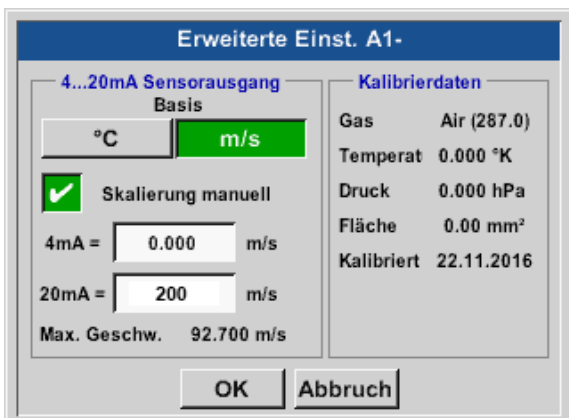 Erweiterte Einst. A1-
4...20mA Sensorausgang
Basis
°C
m/s
Skalierung manuell
4mA = 0.000 m/s
20mA = 200 m/s
Max. Geschw. 92.700 m/s
Kalibrierdaten
Gas Air (287.0)
Temperat 0.000 °K
Druck 0.000 hPa
Fläche 0.00 mm²
Kalibriert 22.11.2016
OK
Abbruch